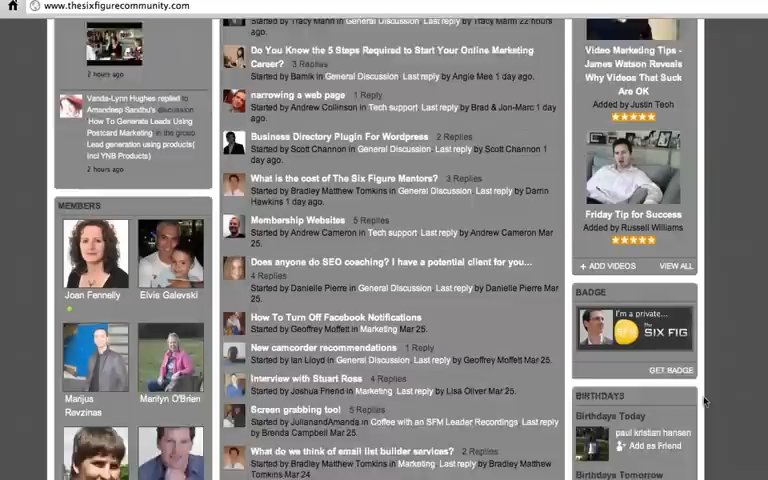 www.thesixfigurecommunity.com
2 hours ago
Vanda-Lynn Hughes replied to
Amandeep Sandhu's discussion
How To Generate Leads Using
Postcard Marketing in the group
Lead generation using products(
Incl YNB Products)
2 hours ago
MEMBERS
Joan Fennelly
Elvis Galevski
Marijus
Ravzinas
Marilyn O'Brien
Started by Tracy Mann in General Discussion. Last reply by Tracy Mann 22 hours
ago.
Do You Know the 5 Steps Required to Start Your Online Marketing
Career? 3 Replies
Started by Bamik in General Discussion. Last reply by Angie Mee 1 day ago.
narrowing a web page 1 Reply
Started by Andrew Collinson in Tech support. Last reply by Brad & Jon-Marc 1 day
ago.
Business Directory Plugin For Wordpress 2 Replies
Started by Scott Channon in General Discussion. Last reply by Scott Channon 1
day ago.
What is the cost of The Six Figure Mentors? 3 Replies
Started by Bradley Matthew Tomkins in General Discussion. Last reply by Darrin
Hawkins 1 day ago.
Membership Websites 5 Replies
Started by Andrew Cameron in Tech support. Last reply by Andrew Cameron Mar
25.
Does anyone do SEO coaching? I have a potential client for you...
4 Replies
Started by Danielle Pierre in General Discussion. Last reply by Danielle Pierre Mar
25.
How To Turn Off Facebook Notifications
Started by Geoffrey Moffett in Marketing Mar 25.
New camcorder recommendations 1 Reply
Started by Ian Lloyd in General Discussion. Last reply by Geoffrey Moffett Mar 25.
Interview with Stuart Ross 4 Replies
Started by Joshua Friend in Marketing. Last reply by Lisa Oliver Mar 25.
Screen grabbing tool 5 Replies
Started by JulianandAmanda in Coffee with an SFM Leader Recordings. Last reply
by Brenda Campbell Mar 25.
What do we think of email list builder services? 2 Replies
Started by Bradley Matthew Tomkins in Marketing. Last reply by Bradley Matthew
Tomkins Mar 24.
Video Marketing Tips -
James Watson Reveals
Why Videos That Suck
Are OK
Added by Justin Teoh
Friday Tip for Success
Added by Russell Williams
+ ADD VIDEOS VIEW ALL
BADGE
I'm a private...
SFM
The
SIX FIG
GET BADGE
BIRTHDAYS
Birthdays Today
paul kristian hansen
Add as Friend
Birthdays Tomorrow